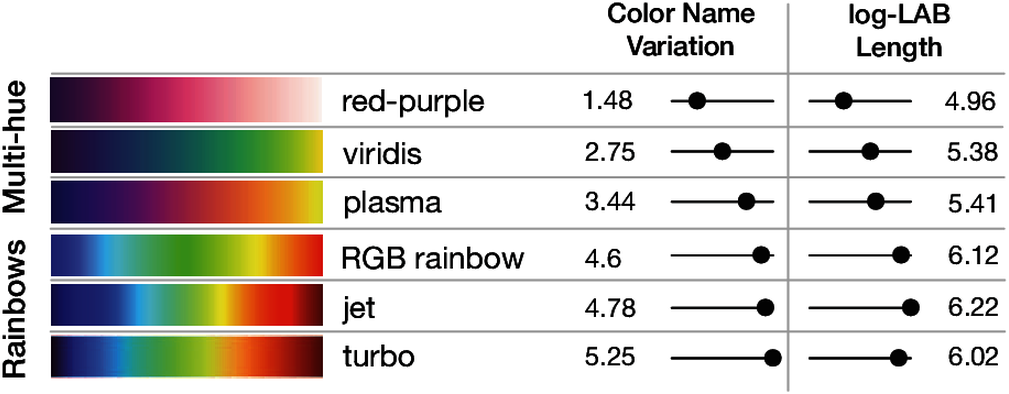 Color Name
Variation
log-LAB
Length
Multi-hue
red-purple 1.48 4.96
viridis 2.75 5.38
plasma 3.44 5.41
Rainbows
RGB rainbow 4.6 6.12
jet 4.78 6.22
turbo 5.25 6.02